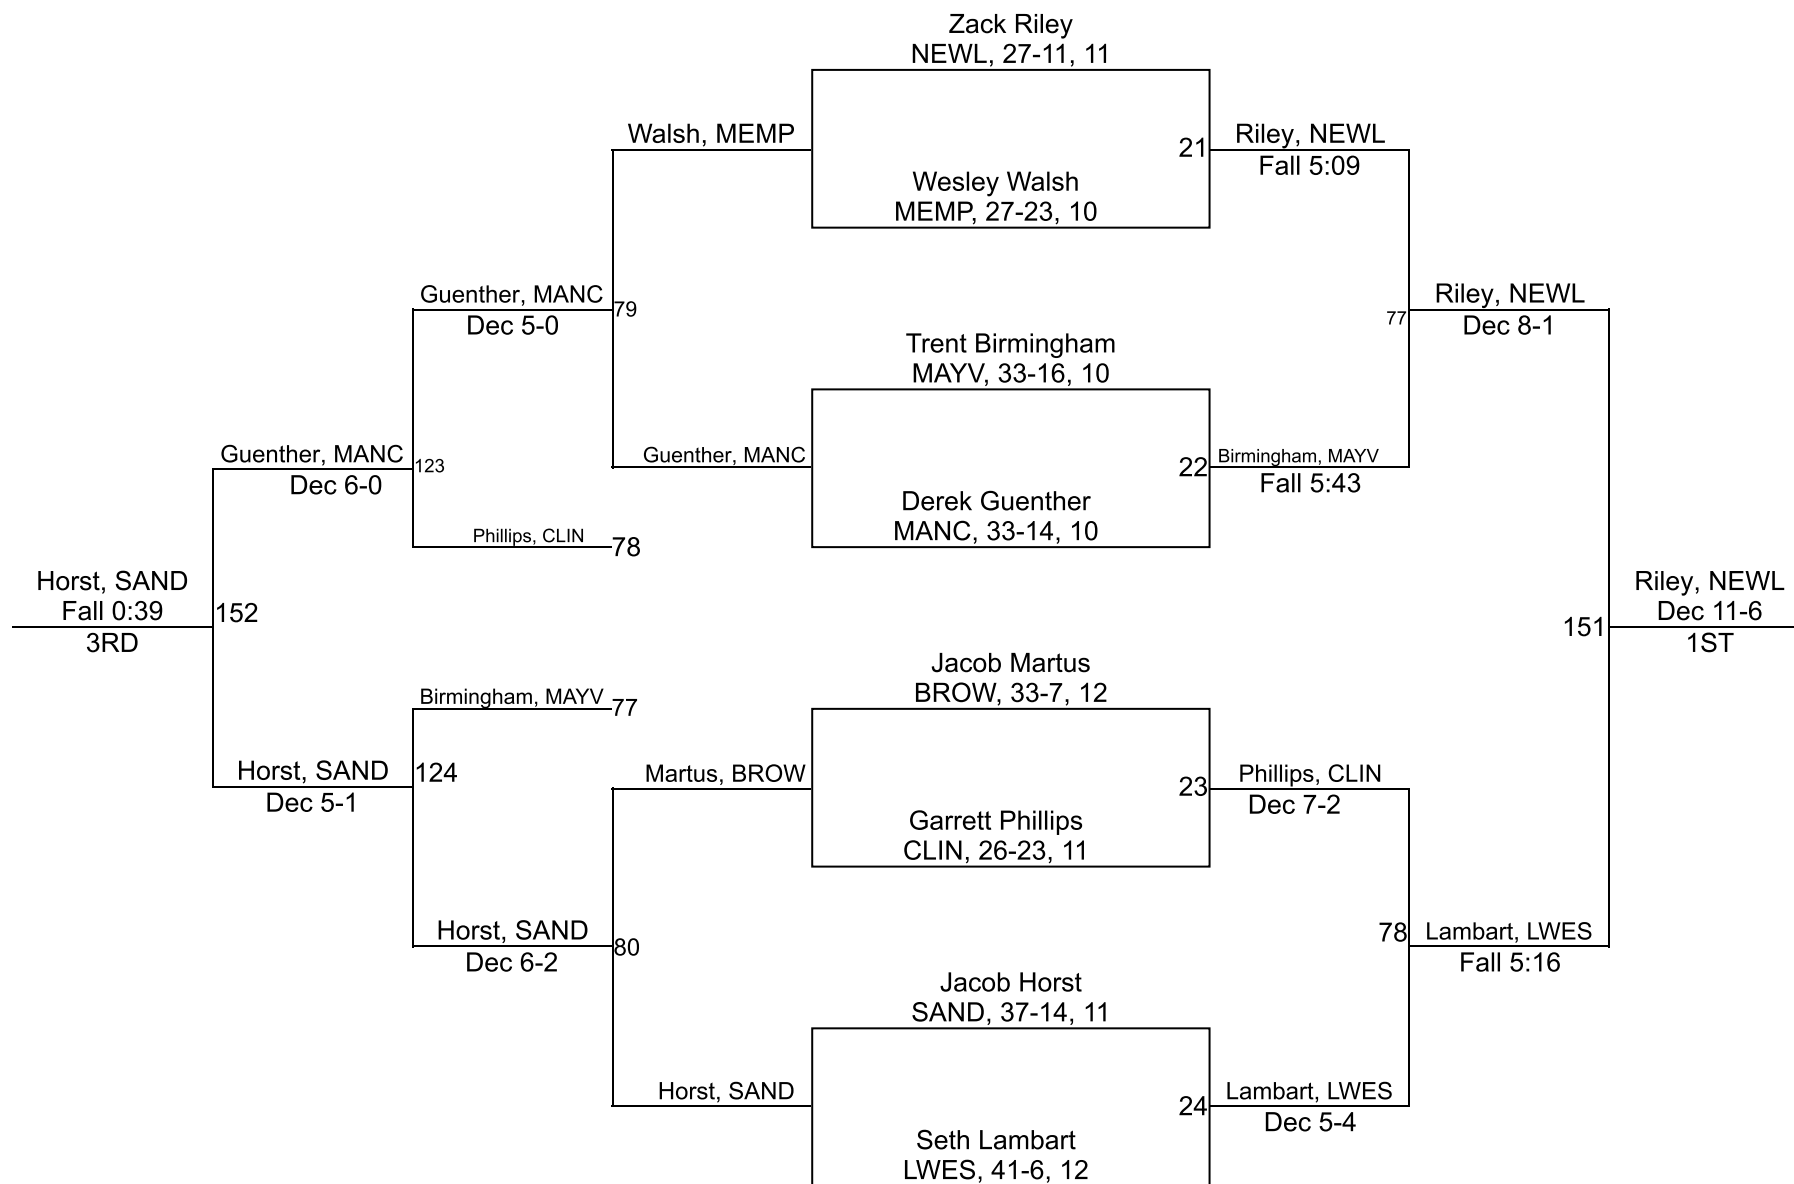 Zack Riley
NEWL, 27-11, 11
Walsh, MEMP
21
Riley, NEWL
Fall 5:09
Wesley Walsh
MEMP, 27-23, 10
Guenther, MANC
Dec 5-0
79
Riley, NEWL
Dec 8-1
77
Trent Birmingham
MAYV, 33-16, 10
Guenther, MANC
Dec 6-0
123
Guenther, MANC
22
Birmingham, MAYV
Fall 5:43
Derek Guenther
MANC, 33-14, 10
Phillips, CLIN
78
Horst, SAND
Fall 0:39
3RD
152
151
Riley, NEWL
Dec 11-6
1ST
Jacob Martus
BROW, 33-7, 12
Birmingham, MAYV
77
Horst, SAND
Dec 5-1
124
Martus, BROW
23
Phillips, CLIN
Dec 7-2
Garrett Phillips
CLIN, 26-23, 11
Horst, SAND
Dec 6-2
80
78
Lambart, LWES
Fall 5:16
Jacob Horst
SAND, 37-14, 11
Horst, SAND
24
Lambart, LWES
Dec 5-4
Seth Lambart
LWES, 41-6, 12